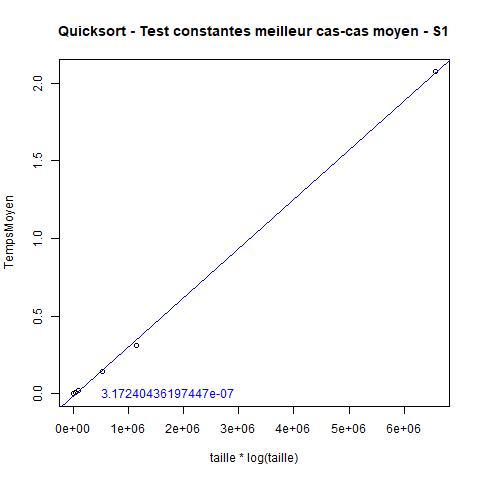 Quicksort - Test constantes meilleur cas-cas moyen - S1
TempsMoyen
2.0
1.5
1.0
0.5
0.0
3.17240436197447e-07
0e+00 1e+06 2e+06 3e+06 4e+06 5e+06 6e+06
taille * log(taille)